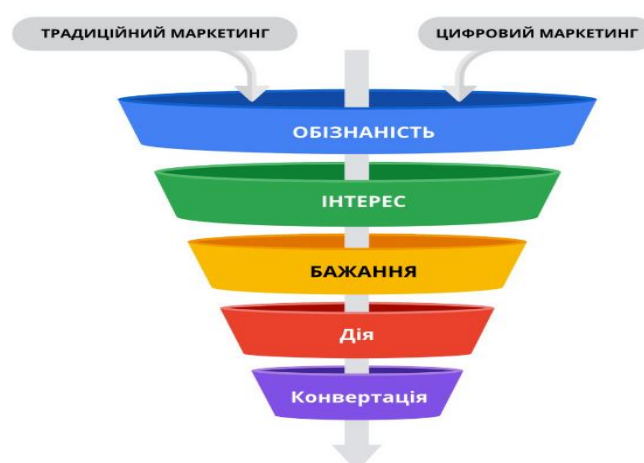 ТРАДИЦІЙНИЙ МАРКЕТИНГ
ЦИФРОВИЙ МАРКЕТИНГ
ОБІЗНАНІСТЬ
ІНТЕРЕС
БАЖАННЯ
Дія
Конвертація